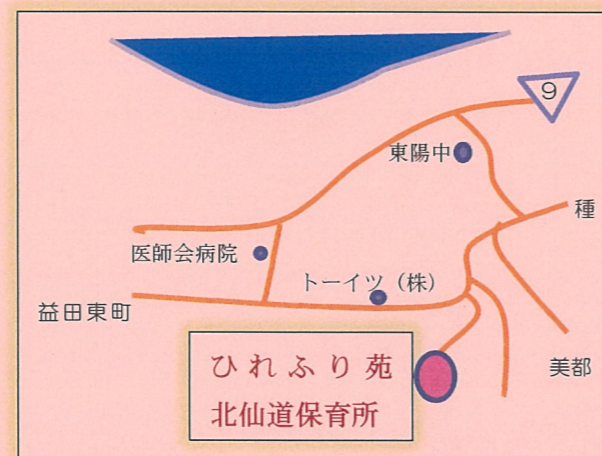 9
東陽中
種
医師会病院
トーイツ（株）
益田東町
美都
ひれふり苑
北仙道保育所